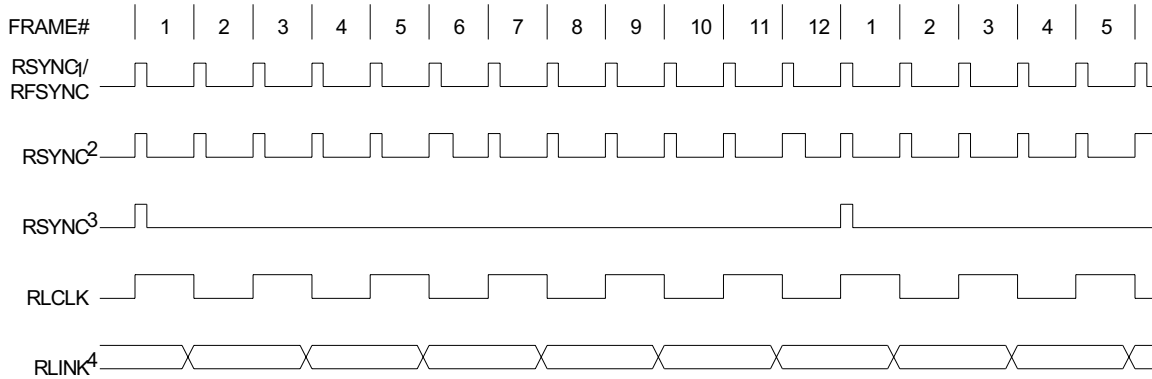 FRAME# 1 2 3 4 5 6 7 8 9 10 11 12 1 2 3 4 5
RSYNC1/
RFSYNC
RSYNC2
RSYNC3
RLCLK
RLINK4